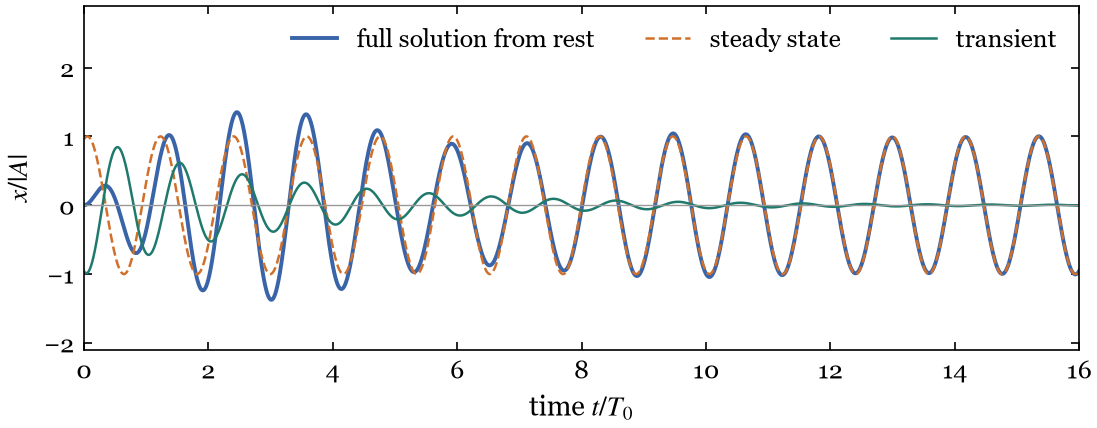 full solution from rest steady state transient
x/|A|
2
1
0
−1
−2
0 2 4 6 8 10 12 14 16
time t/T₀